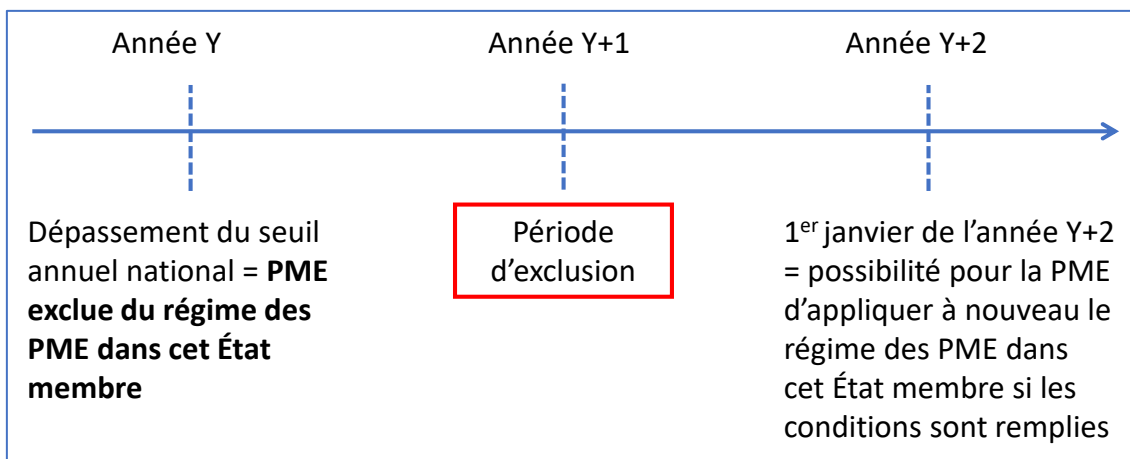 Année Y
Année Y+1
Année Y+2
Dépassement du seuil
annuel national = PME
exclue du régime des
PME dans cet État
membre
Période
d’exclusion
1er janvier de l’année Y+2
= possibilité pour la PME
d’appliquer à nouveau le
régime des PME dans
cet État membre si les
conditions sont remplies